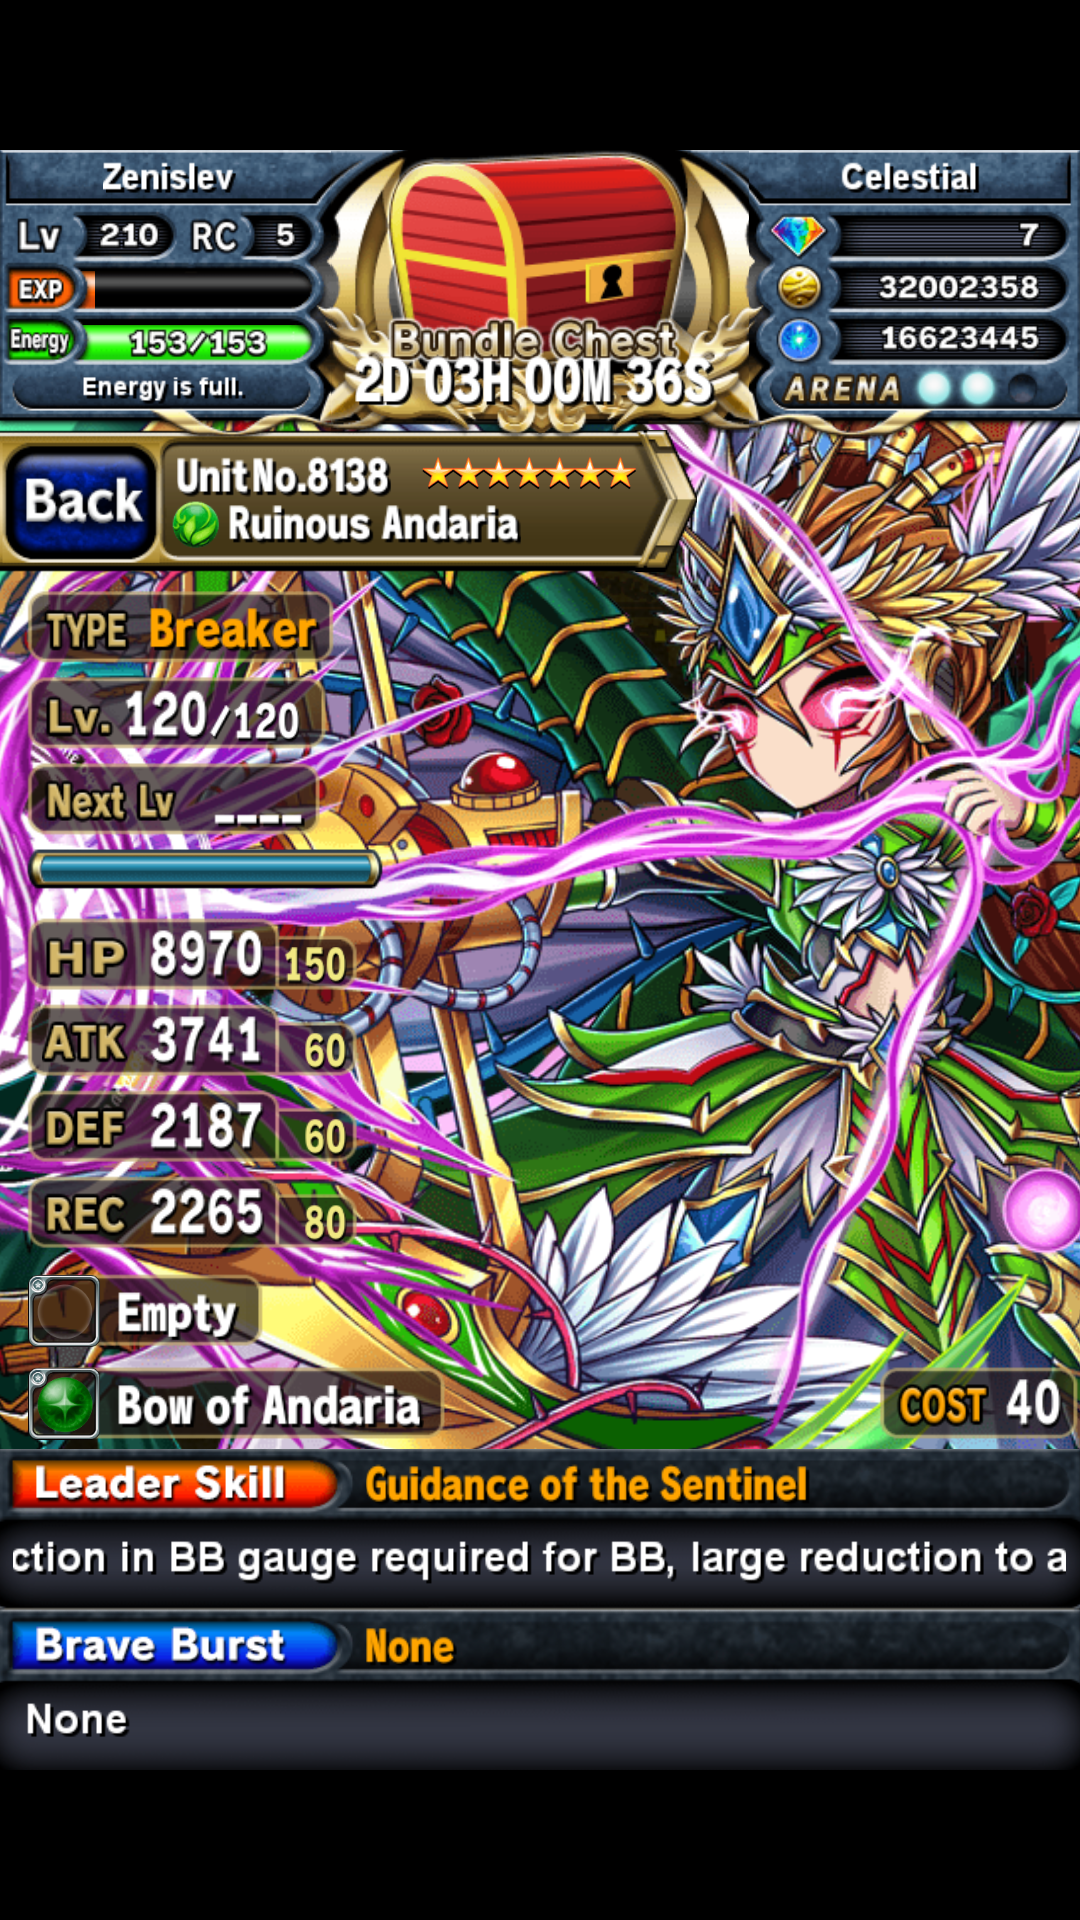 Zenislev
Celestial
Lv 210 RC 5
7
EXP
32002358
Energy 153/153
16623445
Energy is full.
Bundle Chest
2D 03H 00M 36S
ARENA
Back
Unit No.8138
Ruinous Andaria
TYPE Breaker
Lv. 120/120
Next Lv ____
HP 8970 150
ATK 3741 60
DEF 2187 60
REC 2265 80
Empty
Bow of Andaria
COST 40
Leader Skill Guidance of the Sentinel
ction in BB gauge required for BB, large reduction to a
Brave Burst None
None